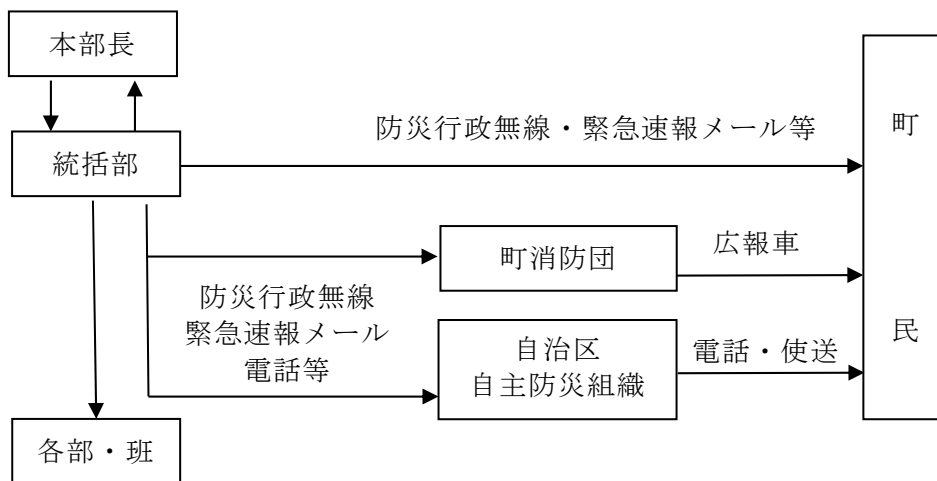 本部長
防災行政無線・緊急速報メール等
町
民
統括部
町消防団
広報車
防災行政無線
緊急速報メール
電話等
自治区
自主防災組織
電話・使送
各部・班